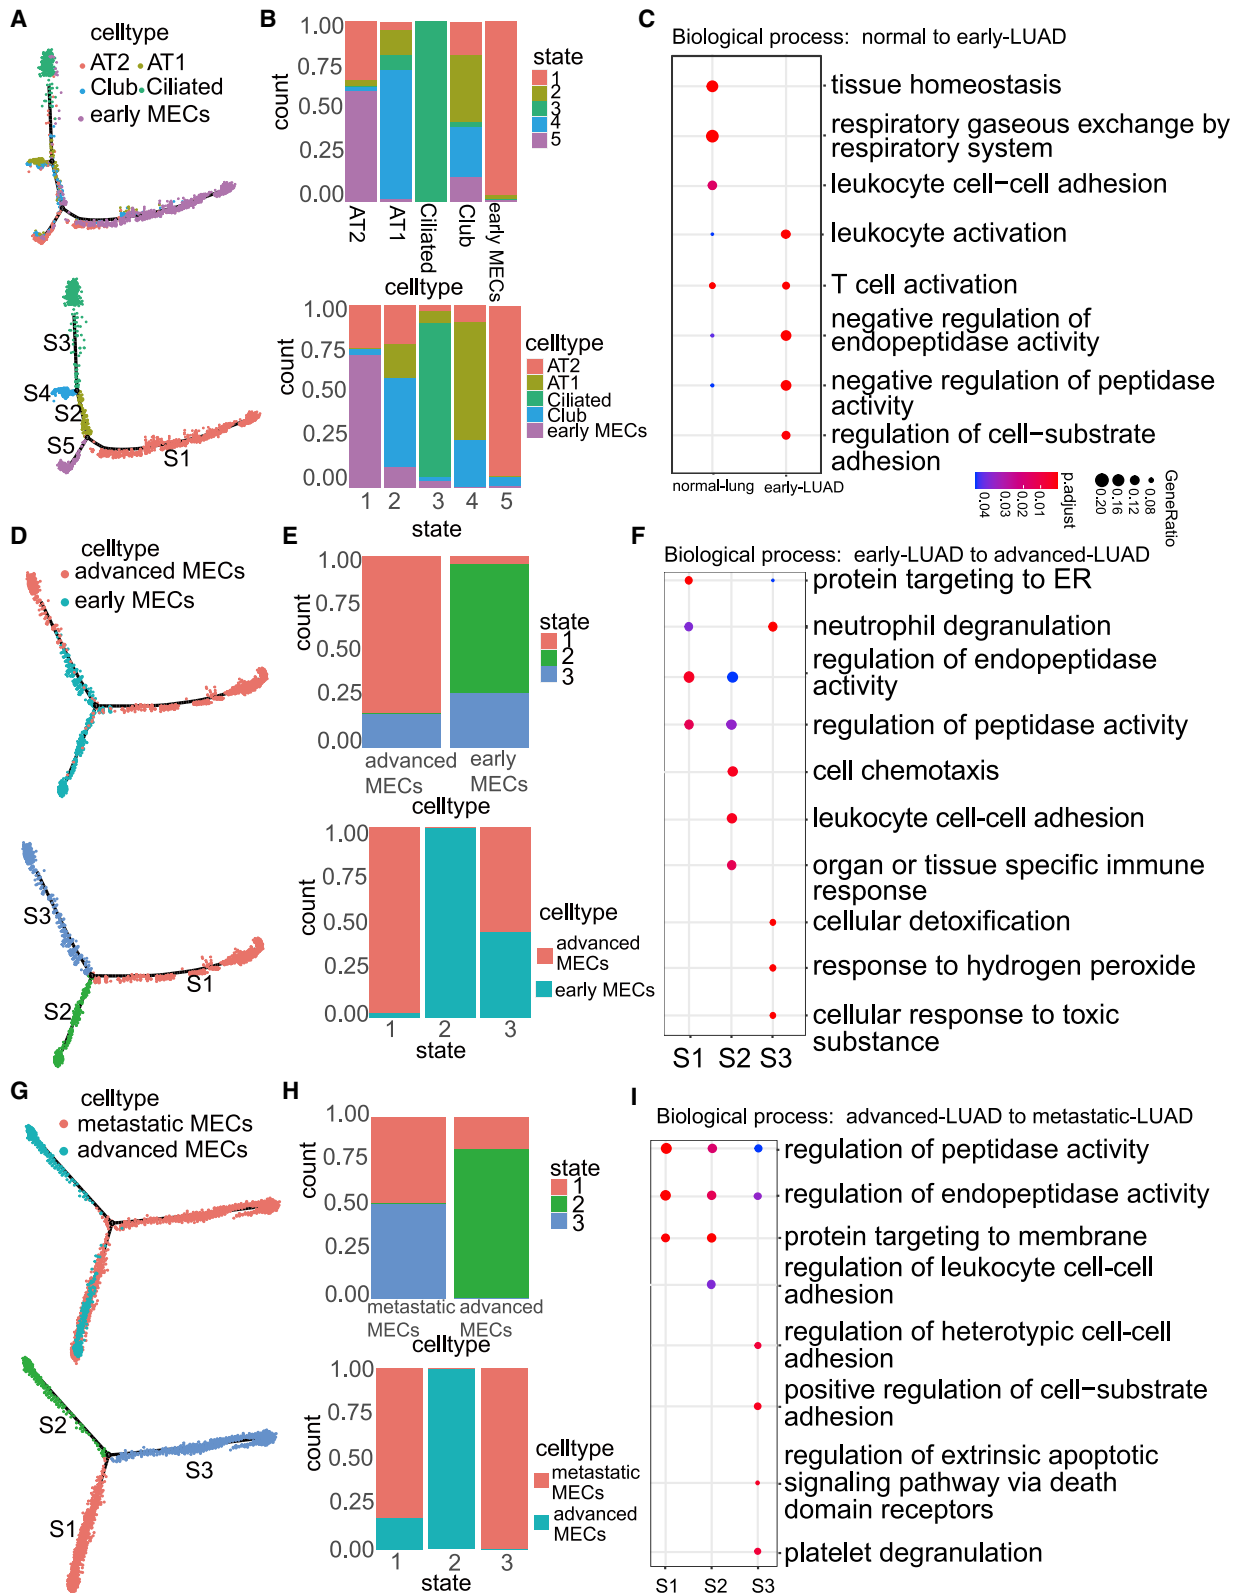 A
celltype
AT2 AT1
Club Ciliated
early MECs
S3
S4
S2
S5
S1
B
count
1.00
0.75
0.50
0.25
0.00
AT2
AT1
Ciliated
Club
early MECs
celltype
state
1
2
3
4
5
count
1.00
0.75
0.50
0.25
0.00
1 2 3 4 5
state
celltype
AT2
AT1
Ciliated
Club
early MECs
C
Biological process: normal to early-LUAD
tissue homeostasis
respiratory gaseous exchange by
respiratory system
leukocyte cell−cell adhesion
leukocyte activation
T cell activation
negative regulation of
endopeptidase activity
negative regulation of peptidase
activity
regulation of cell−substrate
adhesion
normal-lung early-LUAD
p.adjust
0.01
0.02
0.03
0.04
GeneRatio
0.08
0.12
0.16
0.20
D
celltype
advanced MECs
early MECs
S3
S1
S2
E
count
1.00
0.75
0.50
0.25
0.00
advanced
MECs
early
MECs
celltype
state
1
2
3
count
1.00
0.75
0.50
0.25
0.00
1 2 3
state
celltype
advanced
MECs
early MECs
F
Biological process: early-LUAD to advanced-LUAD
protein targeting to ER
neutrophil degranulation
regulation of endopeptidase
activity
regulation of peptidase activity
cell chemotaxis
leukocyte cell-cell adhesion
organ or tissue specific immune
response
cellular detoxification
response to hydrogen peroxide
cellular response to toxic
substance
S1 S2 S3
G
celltype
metastatic MECs
advanced MECs
S2
S3
S1
H
count
1.00
0.75
0.50
0.25
0.00
metastatic
MECs
advanced
MECs
celltype
state
1
2
3
count
1.00
0.75
0.50
0.25
0.00
1 2 3
state
celltype
metastatic
MECs
advanced
MECs
I
Biological process: advanced-LUAD to metastatic-LUAD
regulation of peptidase activity
regulation of endopeptidase activity
protein targeting to membrane
regulation of leukocyte cell-cell
adhesion
regulation of heterotypic cell-cell
adhesion
positive regulation of cell−substrate
adhesion
regulation of extrinsic apoptotic
signaling pathway via death
domain receptors
platelet degranulation
S1 S2 S3